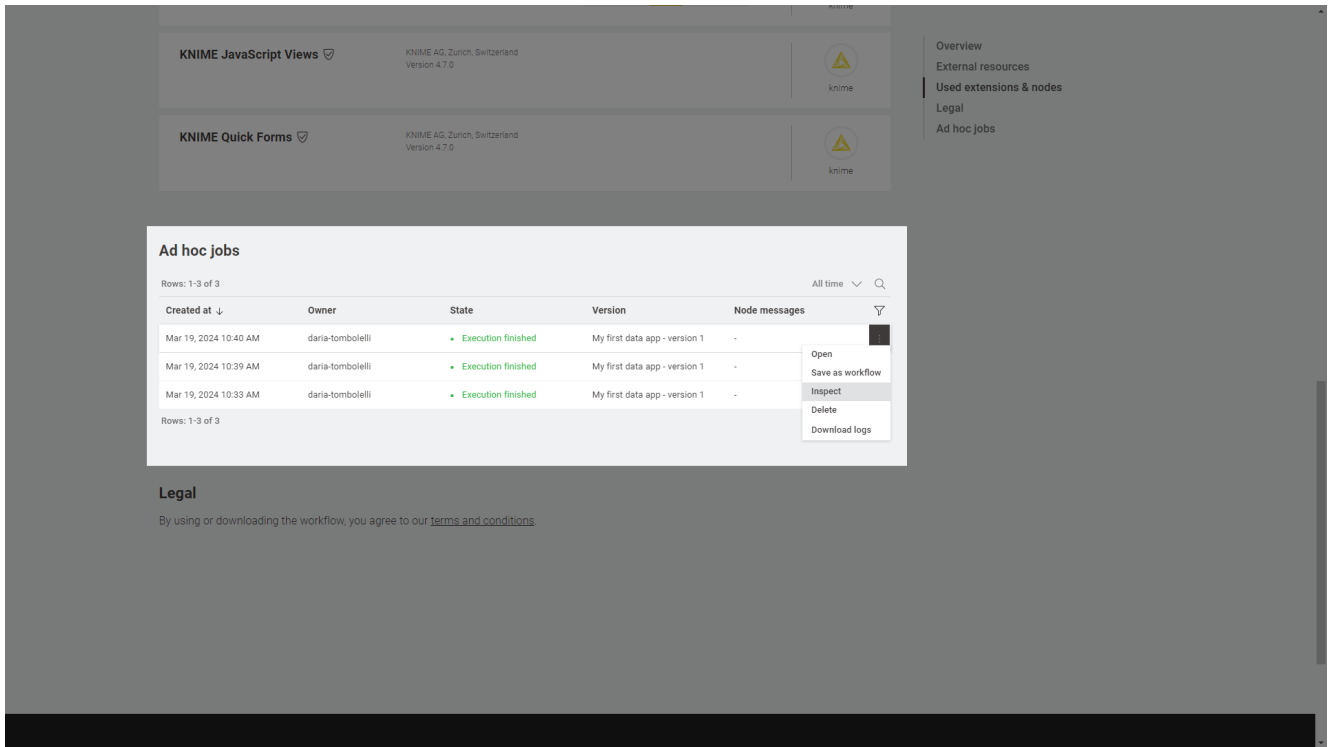 knime
KNIME JavaScript Views
KNIME AG, Zurich, Switzerland
Version 4.7.0
knime
KNIME Quick Forms
KNIME AG, Zurich, Switzerland
Version 4.7.0
knime
Overview
External resources
Used extensions & nodes
Legal
Ad hoc jobs
Ad hoc jobs
Rows: 1-3 of 3
All time
Created at ↓ Owner State Version Node messages
Mar 19, 2024 10:40 AM daria-tombolelli Execution finished My first data app - version 1 -
Mar 19, 2024 10:39 AM daria-tombolelli Execution finished My first data app - version 1 -
Mar 19, 2024 10:33 AM daria-tombolelli Execution finished My first data app - version 1 -
Rows: 1-3 of 3
Open
Save as workflow
Inspect
Delete
Download logs
Legal
By using or downloading the workflow, you agree to our terms and conditions.